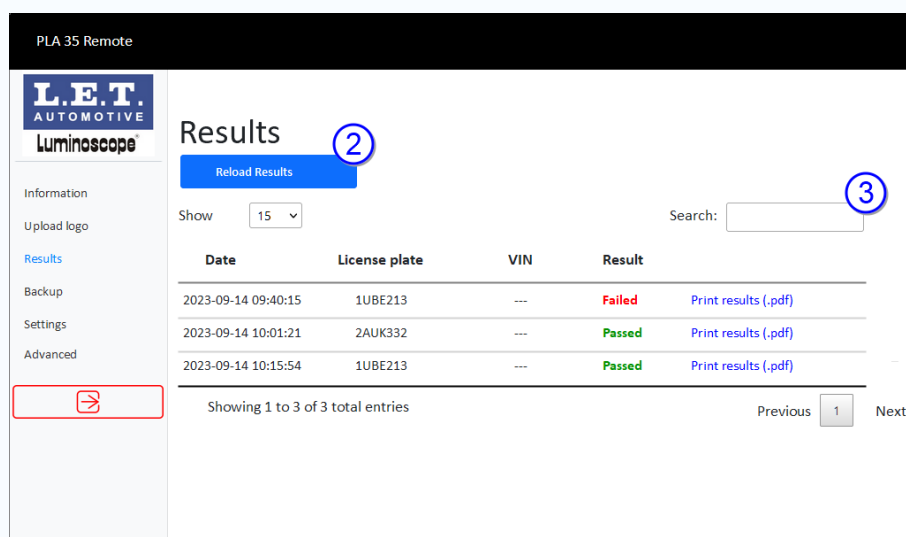 PLA 35 Remote
L.E.T.
AUTOMOTIVE
Luminoscope®
Information
Upload logo
Results
Backup
Settings
Advanced
Results
2
Reload Results
3
Show 15 Search:
Date License plate VIN Result
2023-09-14 09:40:15 1UBE213 --- Failed Print results (.pdf)
2023-09-14 10:01:21 2AUK332 --- Passed Print results (.pdf)
2023-09-14 10:15:54 1UBE213 --- Passed Print results (.pdf)
Showing 1 to 3 of 3 total entries
Previous 1 Next